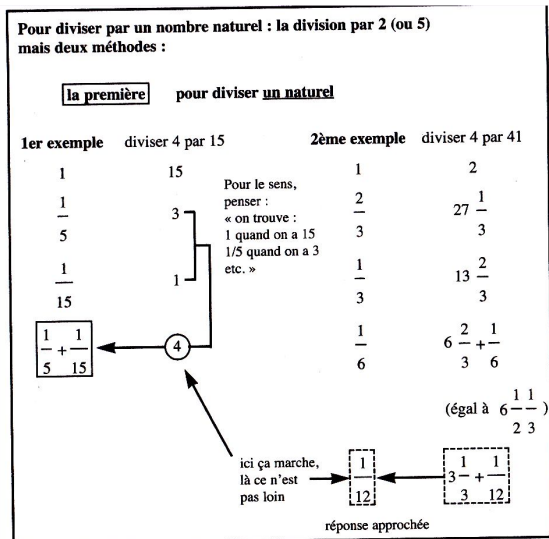 Pour diviser par un nombre naturel : la division par 2 (ou 5)
mais deux méthodes :
la première pour diviser un naturel
1er exemple diviser 4 par 15
1 15
1/5 3
1/15 1
1/5 + 1/15 4
Pour le sens,
penser :
« on trouve :
1 quand on a 15
1/5 quand on a 3
etc. »
2ème exemple diviser 4 par 41
1 2
2/3 27 1/3
1/3 13 2/3
1/6 6 2/3 + 1/6
(égal à 6 1/2 1/3 )
ici ça marche,
là ce n'est
pas loin
1/12 3 1/3 + 1/12
réponse approchée